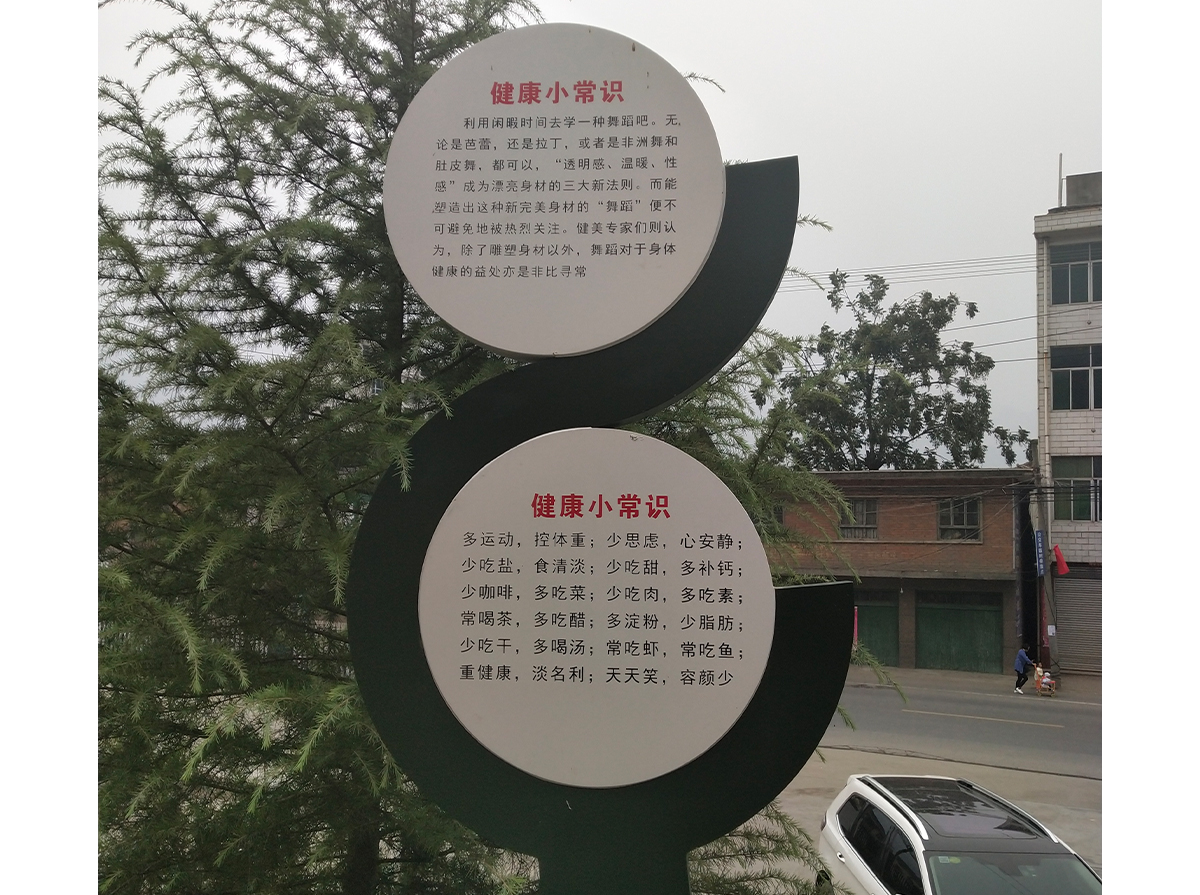 健康小常识
利用闲暇时间去学一种舞蹈吧。无
论是芭蕾，还是拉丁，或者是非洲舞和
肚皮舞，都可以，“透明感、温暖、性
感”成为漂亮身材的三大新法则。而能
塑造出这种新完美身材的“舞蹈”便不
可避免地被热烈关注。健美专家们则认
为，除了雕塑身材以外，舞蹈对于身体
健康的益处亦是非比寻常
健康小常识
多运动，控体重；少思虑，心安静；
少吃盐，食清淡；少吃甜，多补钙；
少咖啡，多吃菜；少吃肉，多吃素；
常喝茶，多吃醋；多淀粉，少脂肪；
少吃干，多喝汤；常吃虾，常吃鱼；
重健康，淡名利；天天笑，容颜少